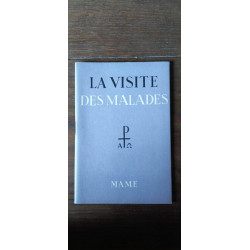 LA VISITE
DES MALADES
Α Ω
MAME